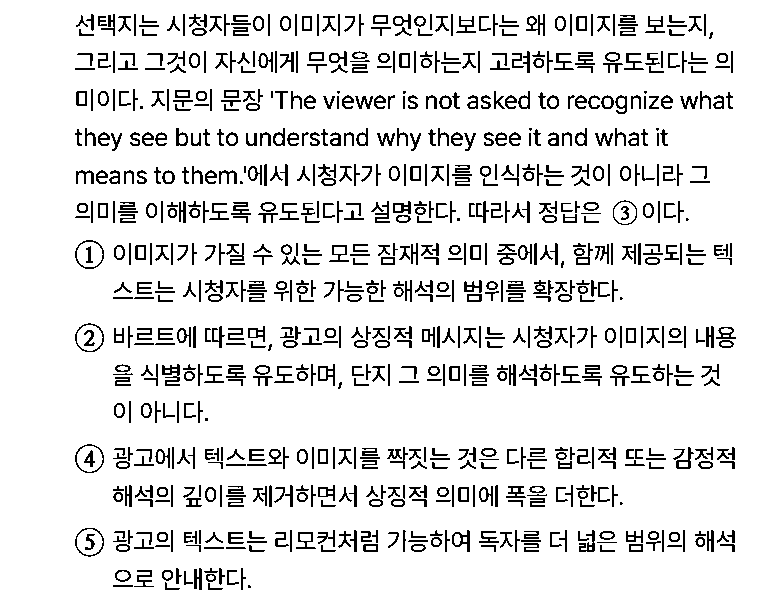 선택지는 시청자들이 이미지가 무엇인지보다는 왜 이미지를 보는지,
그리고 그것이 자신에게 무엇을 의미하는지 고려하도록 유도된다는 의
미이다. 지문의 문장 'The viewer is not asked to recognize what
they see but to understand why they see it and what it
means to them.'에서 시청자가 이미지를 인식하는 것이 아니라 그
의미를 이해하도록 유도된다고 설명한다. 따라서 정답은 ③이다.
① 이미지가 가질 수 있는 모든 잠재적 의미 중에서, 함께 제공되는 텍
스트는 시청자를 위한 가능한 해석의 범위를 확장한다.
② 바르트에 따르면, 광고의 상징적 메시지는 시청자가 이미지의 내용
을 식별하도록 유도하며, 단지 그 의미를 해석하도록 유도하는 것
이 아니다.
④ 광고에서 텍스트와 이미지를 짝짓는 것은 다른 합리적 또는 감정적
해석의 깊이를 제거하면서 상징적 의미에 폭을 더한다.
⑤ 광고의 텍스트는 리모컨처럼 기능하여 독자를 더 넓은 범위의 해석
으로 안내한다.